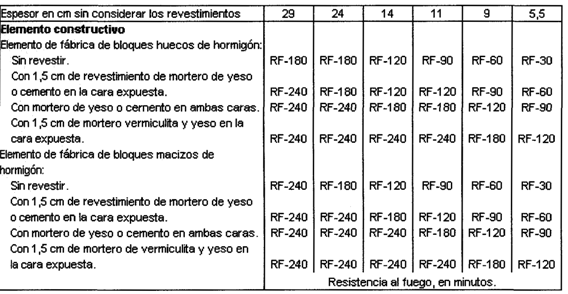 Espesor en cm sin considerar los revestimientos 29 24 14 11 9 5,5
Elemento constructivo
Elemento de fábrica de bloques huecos de hormigón:
Sin revestir. RF-180 RF-180 RF-120 RF-90 RF-60 RF-30
Con 1,5 cm de revestimiento de mortero de yeso
o cemento en la cara expuesta. RF-240 RF-180 RF-120 RF-120 RF-90 RF-60
Con mortero de yeso o cemento en ambas caras. RF-240 RF-240 RF-180 RF-180 RF-120 RF-90
Con 1,5 cm de mortero vermiculita y yeso en la
cara expuesta. RF-240 RF-240 RF-240 RF-240 RF-180 RF-120
Elemento de fábrica de bloques macizos de
hormigón:
Sin revestir. RF-240 RF-180 RF-120 RF-90 RF-60 RF-30
Con 1,5 cm de revestimiento de mortero de yeso
o cemento en la cara expuesta. RF-240 RF-240 RF-180 RF-120 RF-90 RF-60
Con mortero de yeso o cemento en ambas caras. RF-240 RF-240 RF-240 RF-180 RF-120 RF-90
Con 1,5 cm de mortero de vermiculita y yeso en
la cara expuesta. RF-240 RF-240 RF-240 RF-240 RF-180 RF-120
Resistencia al fuego, en minutos.